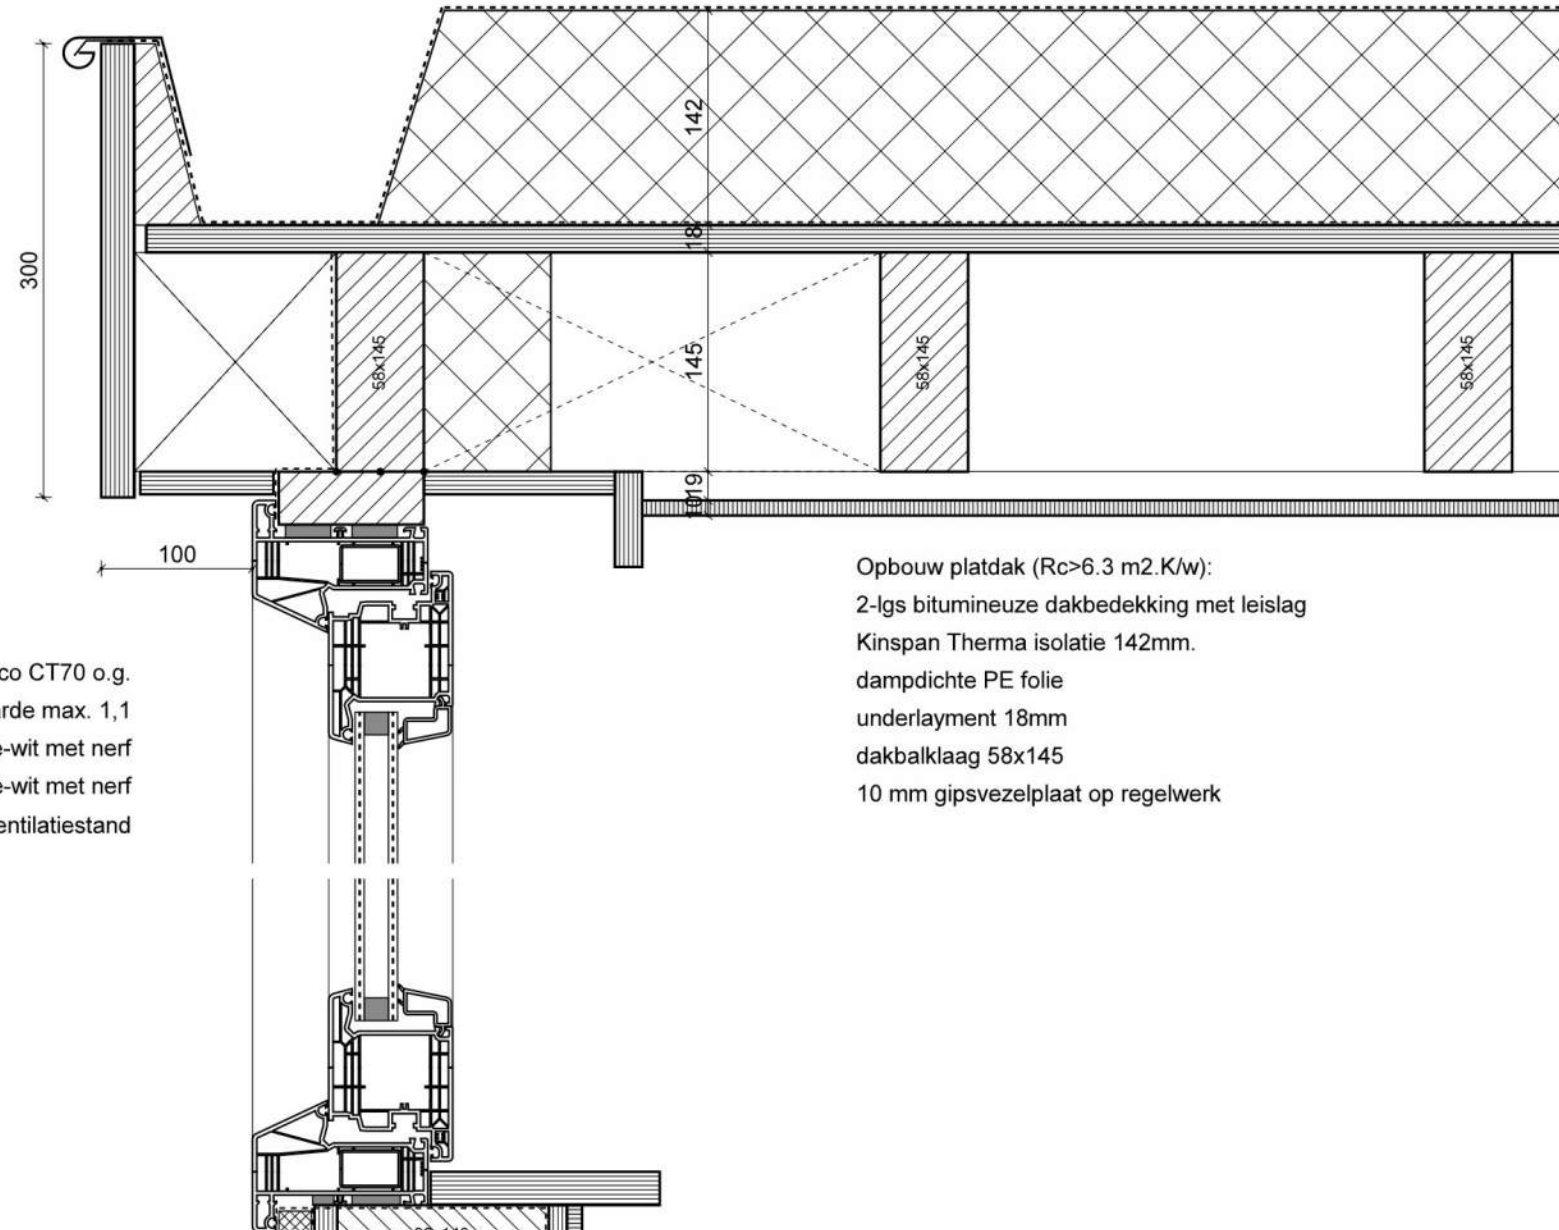 142
18
300
58x145
145
58x145
58x145
19
10
100
Opbouw platdak (Rc>6.3 m2.K/w):
2-lgs bitumineuze dakbedekking met leislag
Kinspan Therma isolatie 142mm.
dampdichte PE folie
underlayment 18mm
dakbalklaag 58x145
10 mm gipsvezelplaat op regelwerk
co CT70 o.g.
arde max. 1,1
e-wit met nerf
e-wit met nerf
entilatiestand